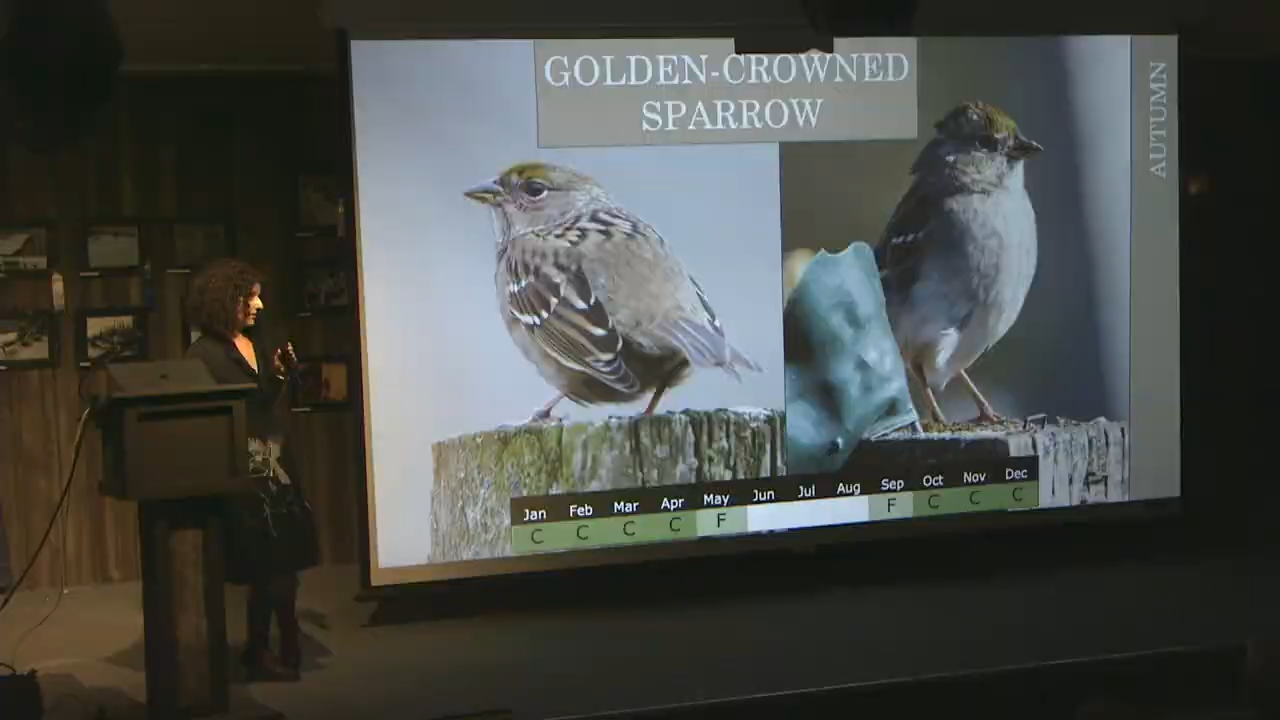 GOLDEN-CROWNED
SPARROW
AUTUMN
Jan Feb Mar Apr May Jun Jul Aug Sep Oct Nov Dec
C C C C F F C C C